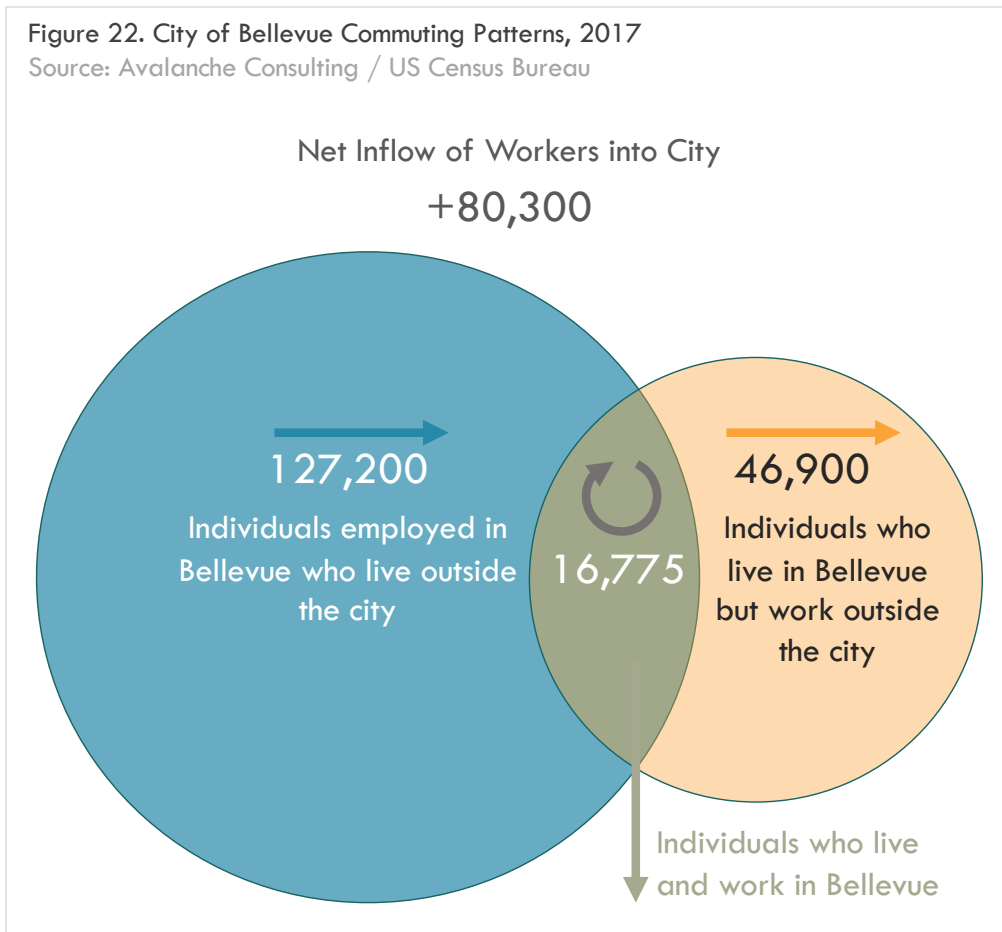 Figure 22. City of Bellevue Commuting Patterns, 2017
Source: Avalanche Consulting / US Census Bureau
Net Inflow of Workers into City
+80,300
127,200
Individuals employed in
Bellevue who live outside
the city
16,775
46,900
Individuals who
live in Bellevue
but work outside
the city
Individuals who live
and work in Bellevue